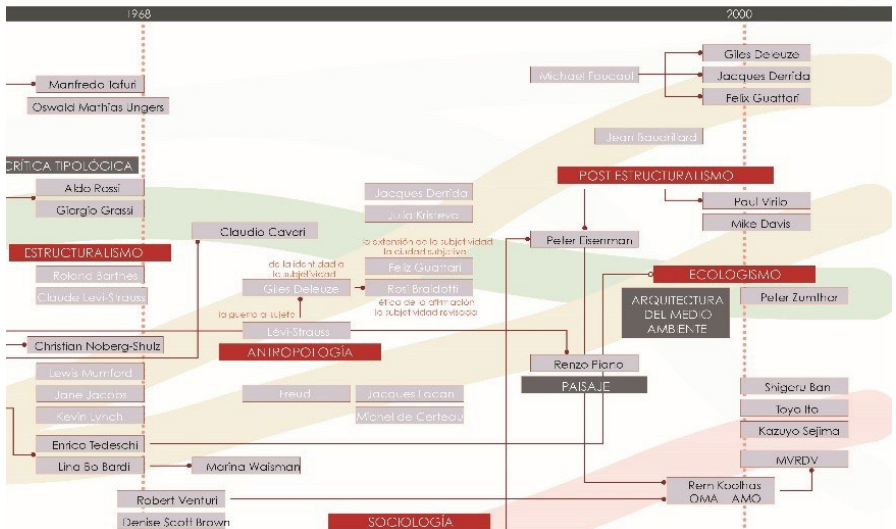 1968
2000
Manfredo Tafuri
Oswald Mathias Ungers
CRÍTICA TIPOLÓGICA
Aldo Rossi
Giorgio Grassi
ESTRUCTURALISMO
Roland Barthes
Claude Levi-Strauss
Christian Noberg-Shulz
Lewis Mumford
Jane Jacobs
Kevin Lynch
Enrico Tedeschi
Lina Bo Bardi
Marina Waisman
Robert Venturi
Denise Scott Brown
Claudio Caveri
de la identidad a
la subjetividad
Giles Deleuze
la guerra a sujeto
Lévi-Strauss
ANTROPOLOGÍA
Freud
Jacques Derrida
Julia Kristeva
la extensión de la subjetividad
la ciudad subjetiva
Feliz Guattari
Rosi Braidotti
ética de la afirmación
la subjetividad revisada
Jacques Lacan
Michel de Certeau
SOCIOLOGÍA
Michael Foucaul
Giles Deleuze
Jacques Derrida
Felix Guattari
Jean Baudrillard
POST ESTRUCTURALISMO
Paul Virilo
Mike Davis
Peter Eisenman
ECOLOGISMO
ARQUITECTURA
DEL MEDIO
AMBIENTE
Peter Zumthar
Renzo Piano
PAISAJE
Shigeru Ban
Toyo Ito
Kazuyo Sejima
MVRDV
Rem Koolhas
OMA AMO